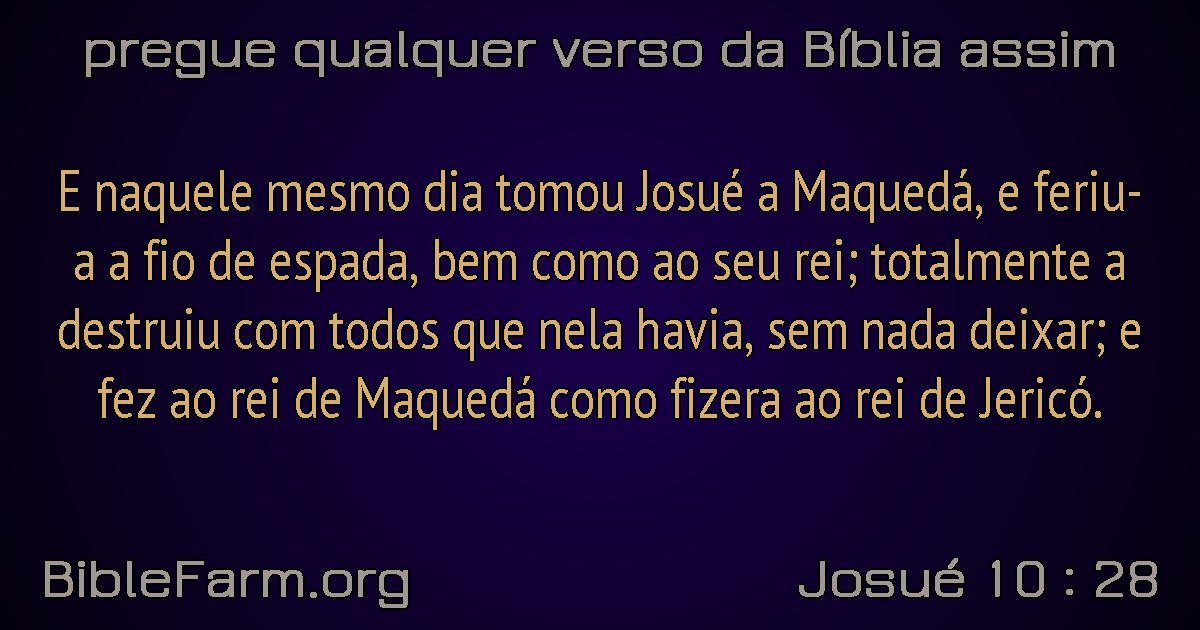 pregue qualquer verso da Bíblia assim
E naquele mesmo dia tomou Josué a Maquedá, e feriu-
a a fio de espada, bem como ao seu rei; totalmente a
destruiu com todos que nela havia, sem nada deixar; e
fez ao rei de Maquedá como fizera ao rei de Jericó.
BibleFarm.org
Josué 10 : 28